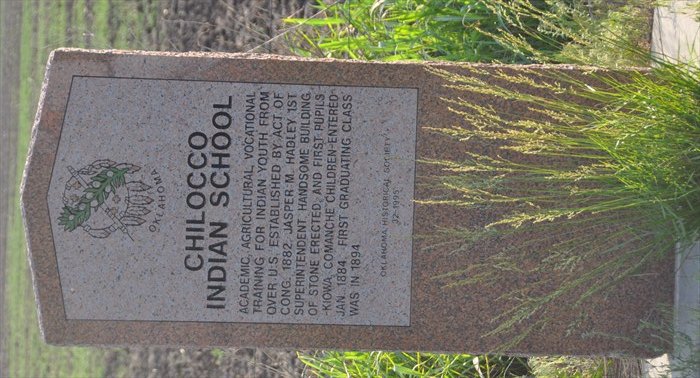 OKLAHOMA
CHILOCCO
INDIAN SCHOOL
ACADEMIC, AGRICULTURAL, VOCATIONAL
TRAINING FOR INDIAN YOUTH FROM
OVER U.S. ESTABLISHED BY ACT OF
CONG. 1882. JASPER M. HADLEY 1ST
SUPERINTENDENT. HANDSOME BUILDING
OF STONE ERECTED, AND FIRST PUPILS
-KIOWA, COMANCHE CHILDREN-ENTERED
JAN. 1884. FIRST GRADUATING CLASS
WAS IN 1894
OKLAHOMA HISTORICAL SOCIETY
32-1995